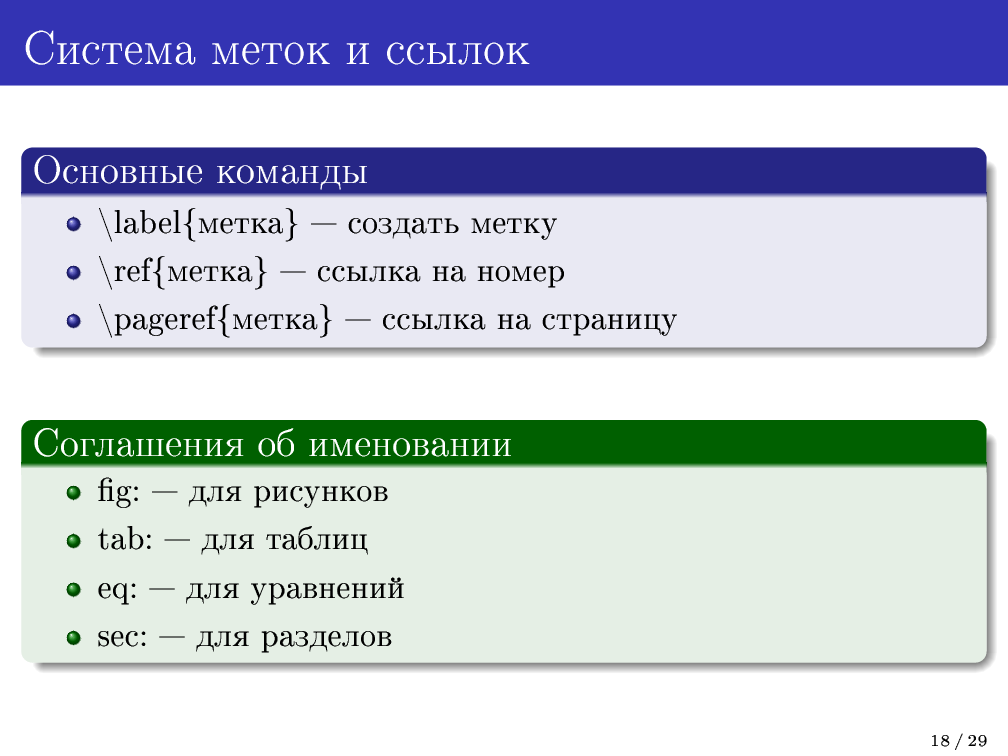 Система меток и ссылок
Основные команды
\label{метка} — создать метку
\ref{метка} — ссылка на номер
\pageref{метка} — ссылка на страницу
Соглашения об именовании
fig: — для рисунков
tab: — для таблиц
eq: — для уравнений
sec: — для разделов
18 / 29